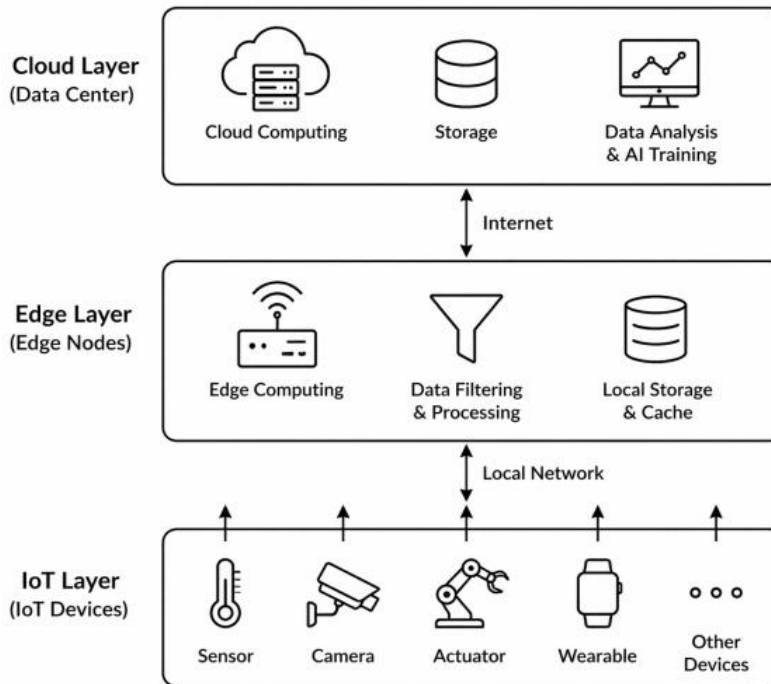 Cloud Layer
(Data Center)
Cloud Computing
Storage
Data Analysis
& AI Training
Internet
Edge Layer
(Edge Nodes)
Edge Computing
Data Filtering
& Processing
Local Storage
& Cache
Local Network
IoT Layer
(IoT Devices)
Sensor
Camera
Actuator
Wearable
Other
Devices